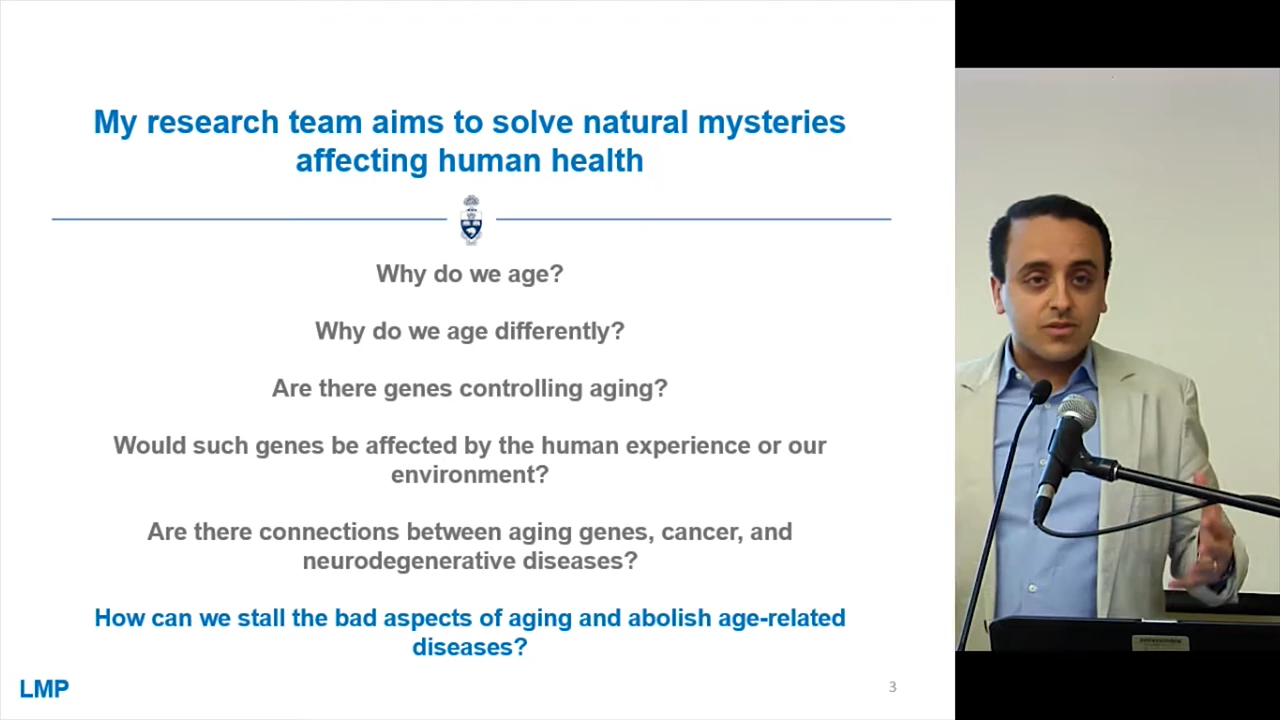 My research team aims to solve natural mysteries
affecting human health
Why do we age?
Why do we age differently?
Are there genes controlling aging?
Would such genes be affected by the human experience or our
environment?
Are there connections between aging genes, cancer, and
neurodegenerative diseases?
How can we stall the bad aspects of aging and abolish age-related
diseases?
LMP
3